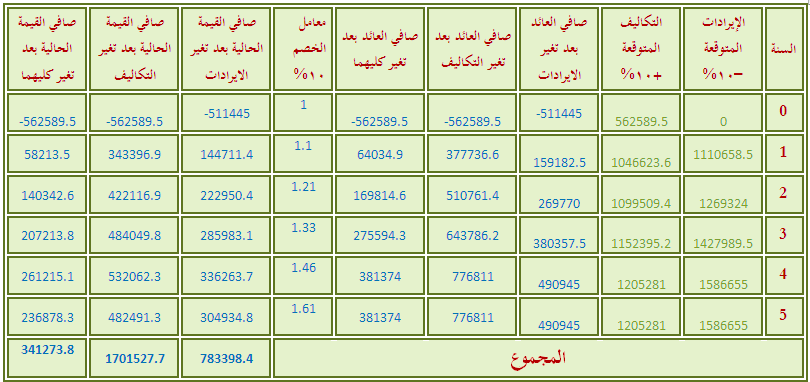 السنة الإيرادات المتوقعة -١٠% التكاليف المتوقعة +١٠% صافي العائد بعد تغير الايرادات صافي العائد بعد تغير التكاليف صافي العائد بعد تغير كليهما معامل الخصم ١٠% صافي القيمة الحالية بعد تغير الايرادات صافي القيمة الحالية بعد تغير التكاليف صافي القيمة الحالية بعد تغير كليهما
0 0 562589.5 -511445 -562589.5 -562589.5 1 -511445 -562589.5 -562589.5
1 1110658.5 1046623.6 159182.5 377736.6 64034.9 1.1 144711.4 343396.9 58213.5
2 1269324 1099509.4 269770 510761.4 169814.6 1.21 222950.4 422116.9 140342.6
3 1427989.5 1152395.2 380357.5 643786.2 275594.3 1.33 285983.1 484049.8 207213.8
4 1586655 1205281 490945 776811 381374 1.46 336263.7 532062.3 261215.1
5 1586655 1205281 490945 776811 381374 1.61 304934.8 482491.3 236878.3
المجموع 783398.4 1701527.7 341273.8